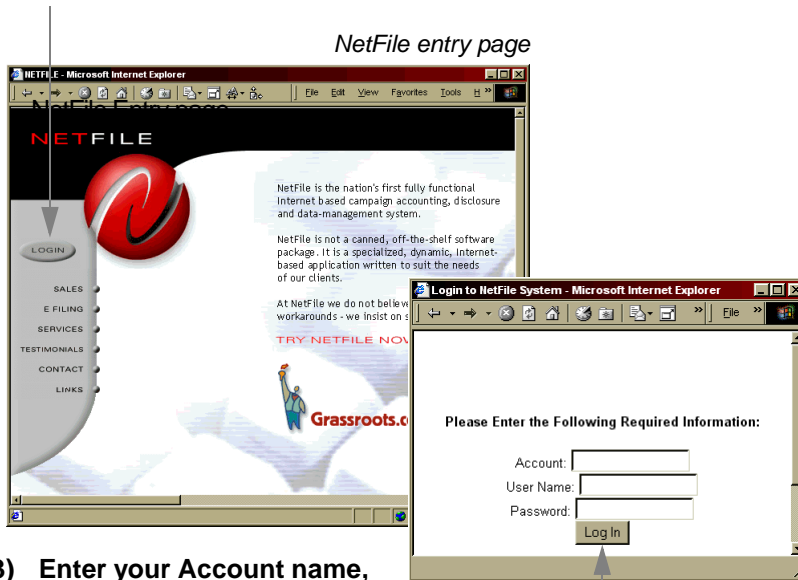 NetFile entry page
NETFILE - Microsoft Internet Explorer
File Edit View Favorites Tools H »
NetFile Entry page
NETFILE
LOGIN
SALES
E FILING
SERVICES
TESTIMONIALS
CONTACT
LINKS
NetFile is the nation's first fully functional
Internet based campaign accounting, disclosure
and data-management system.
NetFile is not a canned, off-the-shelf software
package. It is a specialized, dynamic, Internet-
based application written to suit the needs
of our clients.
At NetFile we do not believe
workarounds - we insist on s
TRY NETFILE NOW
Grassroots.c
Login to NetFile System - Microsoft Internet Explorer
» File »
Please Enter the Following Required Information:
Account:
User Name:
Password:
Log In
3) Enter your Account name,